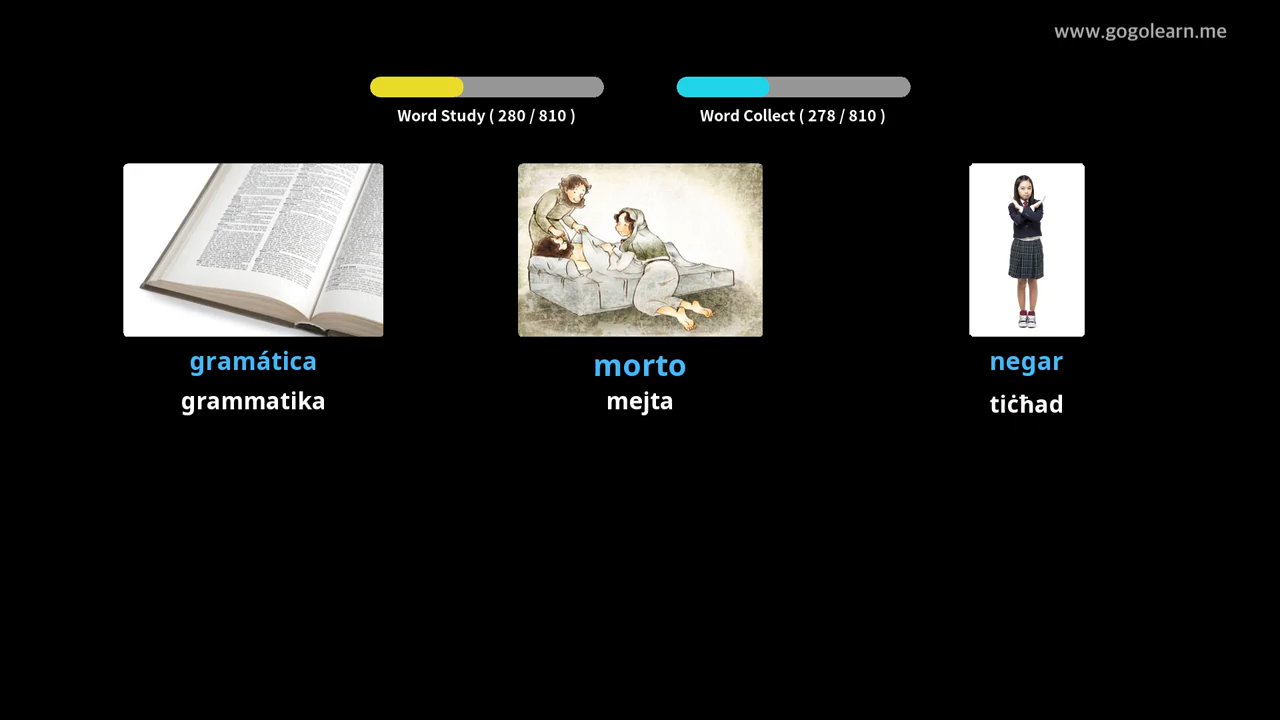 www.gogolearn.me
Word Study ( 280 / 810 )
Word Collect ( 278 / 810 )
gramática
morto
negar
grammatika
mejta
tiċħad